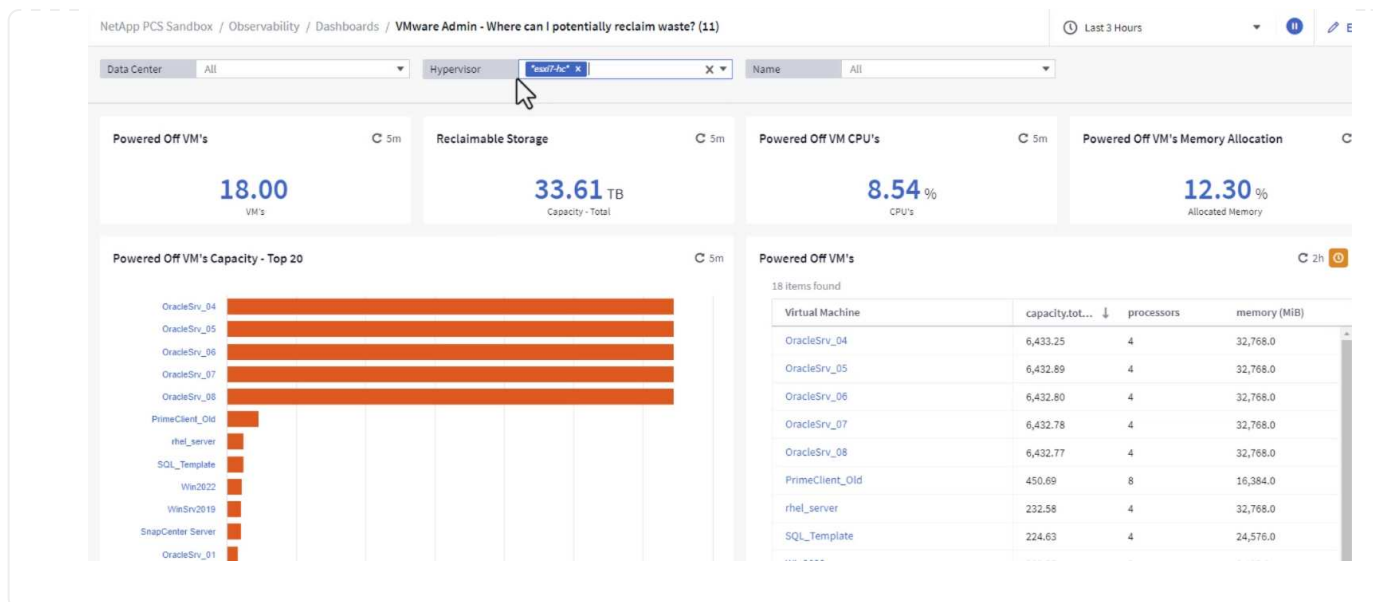 NetApp PCS Sandbox / Observability / Dashboards / VMware Admin - Where can I potentially reclaim waste? (11)
Last 3 Hours
E
Data Center All
Hypervisor "esxi7-hc" x X
Name All
Powered Off VM's 5m
18.00
VM's
Reclaimable Storage 5m
33.61 TB
Capacity - Total
Powered Off VM CPU's 5m
8.54 %
CPU's
Powered Off VM's Memory Allocation
12.30 %
Allocated Memory
Powered Off VM's Capacity - Top 20 5m
OracleSrv_04
OracleSrv_05
OracleSrv_06
OracleSrv_07
OracleSrv_08
PrimeClient_Old
rhel_server
SQL_Template
Win2022
WinSrv2019
SnapCenter Server
OracleSrv_01
Powered Off VM's 2h
18 items found
Virtual Machine capacity.tot... ↓ processors memory (MiB)
OracleSrv_04 6,433.25 4 32,768.0
OracleSrv_05 6,432.89 4 32,768.0
OracleSrv_06 6,432.80 4 32,768.0
OracleSrv_07 6,432.78 4 32,768.0
OracleSrv_08 6,432.77 4 32,768.0
PrimeClient_Old 450.69 8 16,384.0
rhel_server 232.58 4 32,768.0
SQL_Template 224.63 4 24,576.0